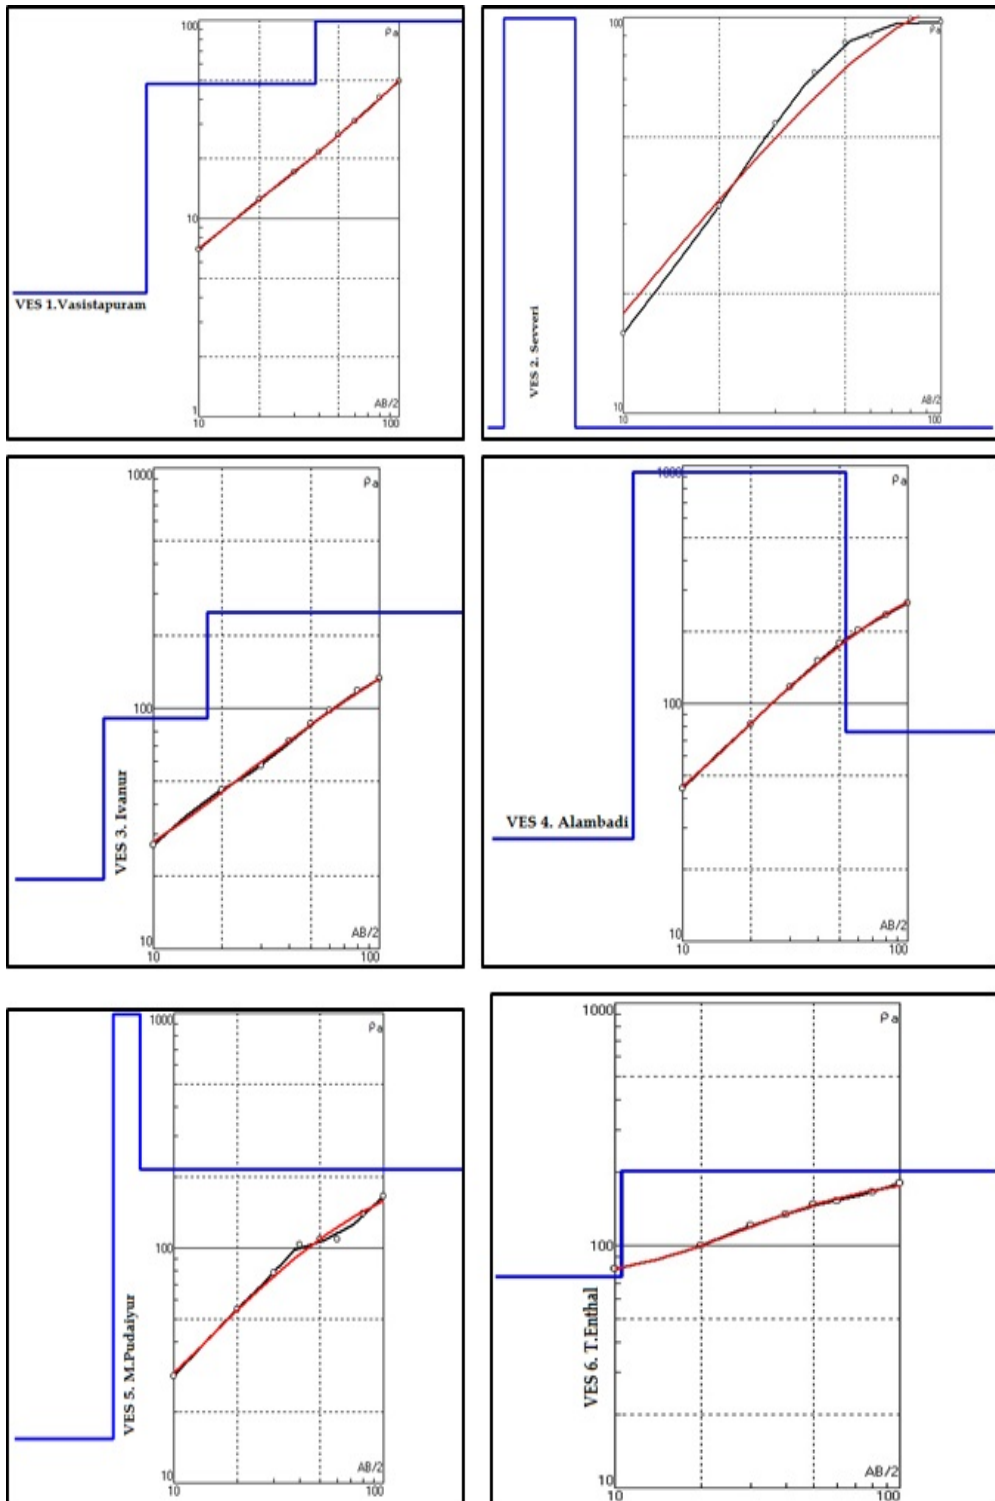 100
ρa
10
VES 1.Vasistapuram
1
AB/2
10
100
100
ρa
VES 2. Sevveri
AB/2
10
10
100
1000
ρa
100
VES 3. Ivanur
AB/2
10
10
100
1000
ρa
100
VES 4. Alambadi
AB/2
10
10
100
1000
ρa
100
VES 5. M.Pudaiyur
AB/2
10
10
100
1000
ρa
100
VES 6. T.Enthal
AB/2
10
10
100